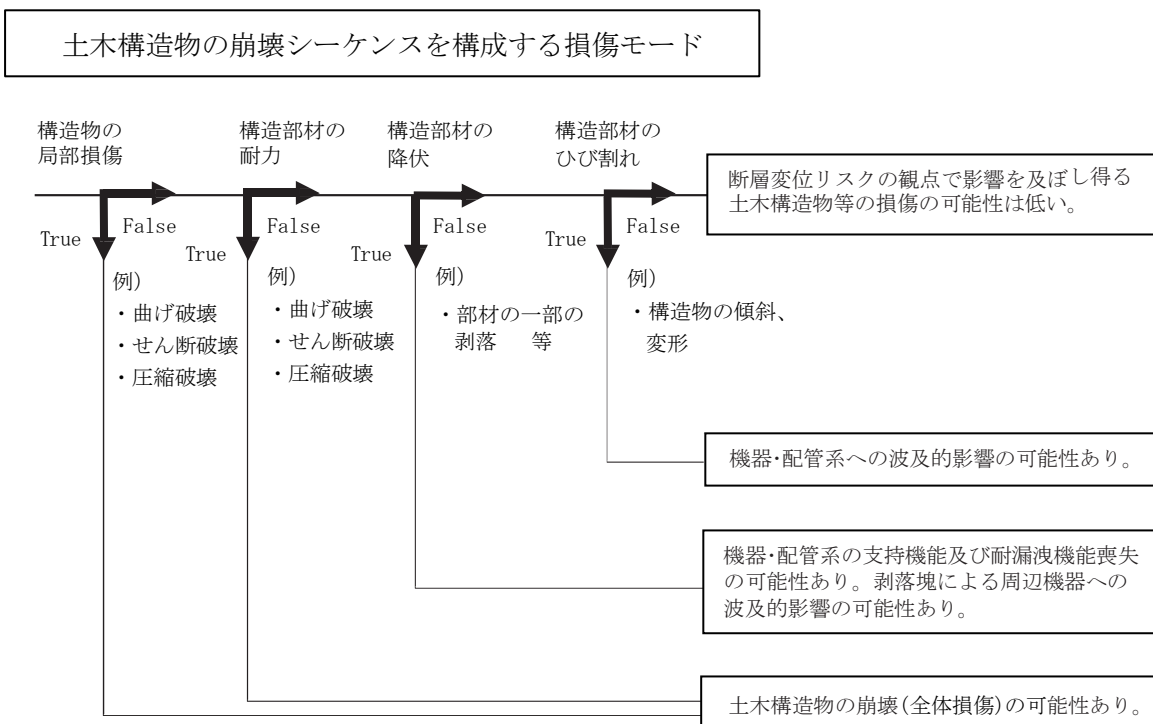 土木構造物の崩壊シーケンスを構成する損傷モード
構造物の
局部損傷
構造部材の
耐力
構造部材の
降伏
構造部材の
ひび割れ
断層変位リスクの観点で影響を及ぼし得る
土木構造物等の損傷の可能性は低い。
True
False
True
False
True
False
True
False
例)
・曲げ破壊
・せん断破壊
・圧縮破壊
例)
・曲げ破壊
・せん断破壊
・圧縮破壊
例)
・部材の一部の
剥落 等
例)
・構造物の傾斜、
変形
機器・配管系への波及的影響の可能性あり。
機器・配管系の支持機能及び耐漏洩機能喪失
の可能性あり。剥落塊による周辺機器への
波及的影響の可能性あり。
土木構造物の崩壊(全体損傷)の可能性あり。